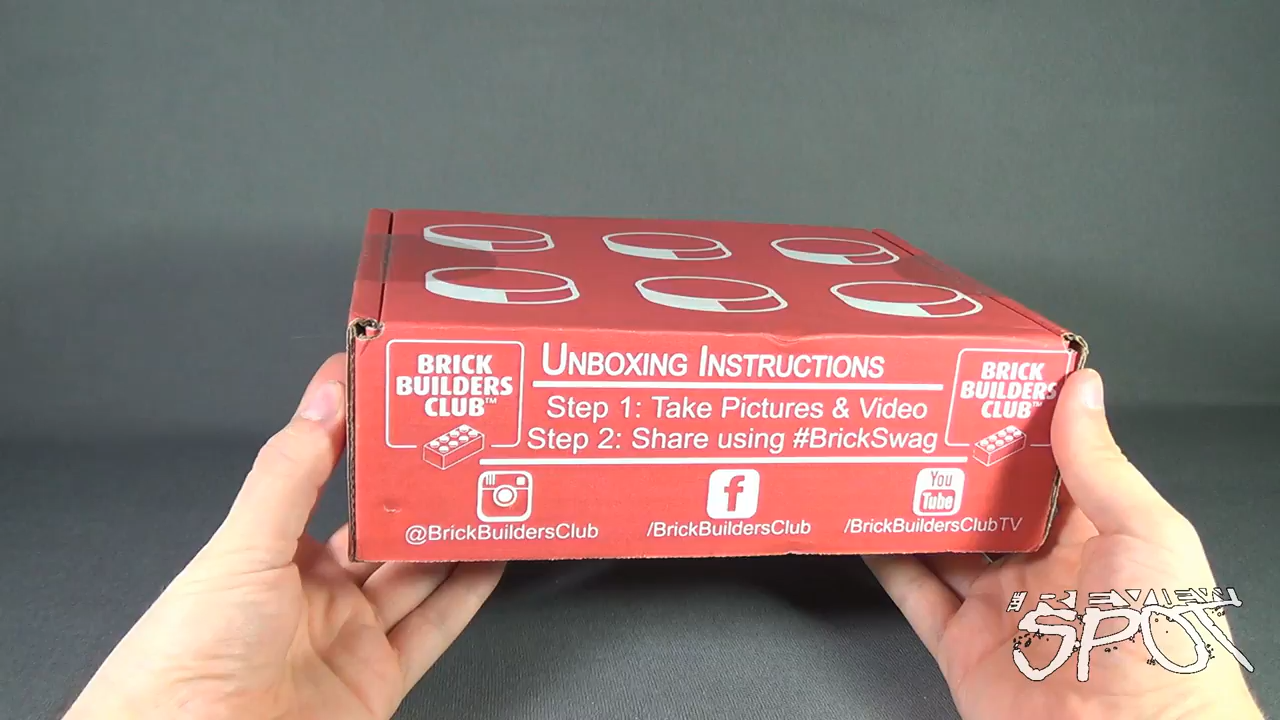 BRICK
BUILDERS
CLUB™
UNBOXING INSTRUCTIONS
Step 1: Take Pictures & Video
Step 2: Share using #BrickSwag
BRICK
BUILDERS
CLUB™
You
Tube
@BrickBuildersClub
/BrickBuildersClub
/BrickBuildersClubTV
THE REVIEW
SPOT